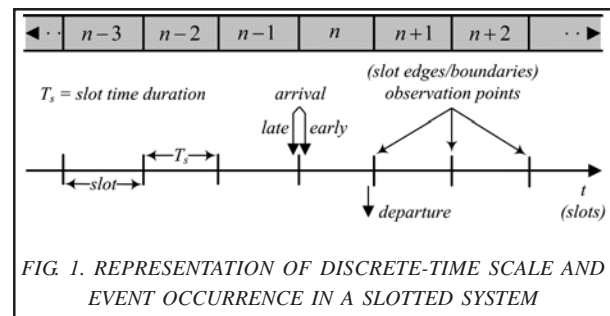 ◄ ·· n−3 n−2 n−1 n n+1 n+2 ·· ►
(slot edges/boundaries)
T_s = slot time duration arrival observation points
late early
T_s
slot t
departure (slots)
FIG. 1. REPRESENTATION OF DISCRETE-TIME SCALE AND
EVENT OCCURRENCE IN A SLOTTED SYSTEM